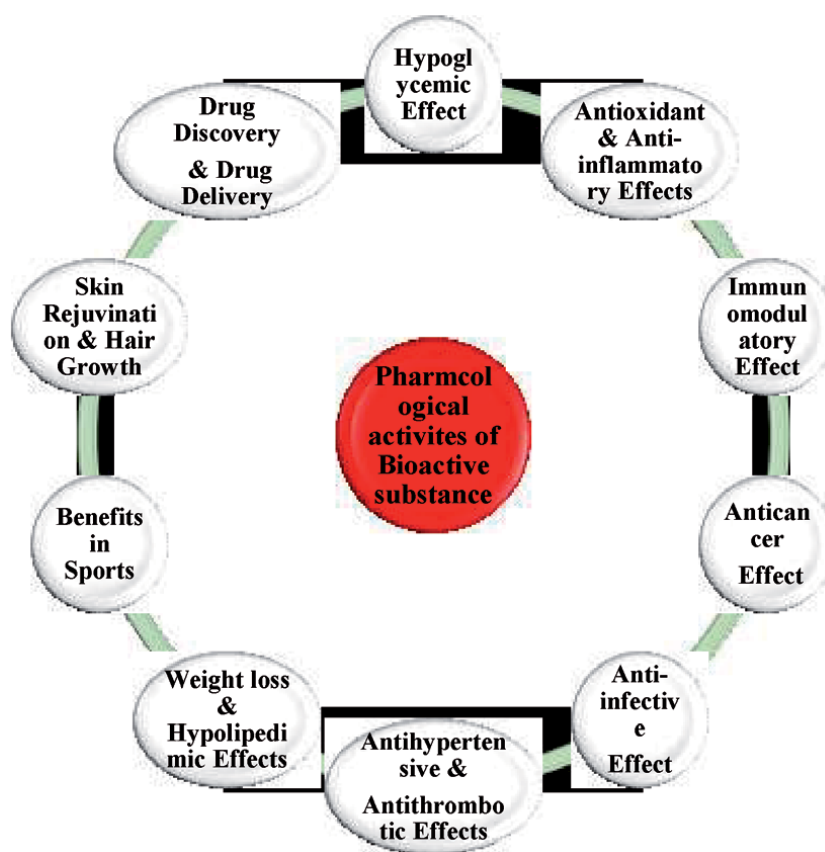 Hypogl
ycemic
Effect
Antioxidant
& Anti-
inflammato
ry Effects
Immun
omodul
atory
Effect
Antican
cer
Effect
Anti-
infectiv
e
Effect
Antihyperten
sive &
Antithrombo
tic Effects
Weight loss
&
Hypolipedi
mic Effects
Benefits
in
Sports
Skin
Rejuvinati
on & Hair
Growth
Drug
Discovery
& Drug
Delivery
Pharmcol
ogical
activites of
Bioactive
substance